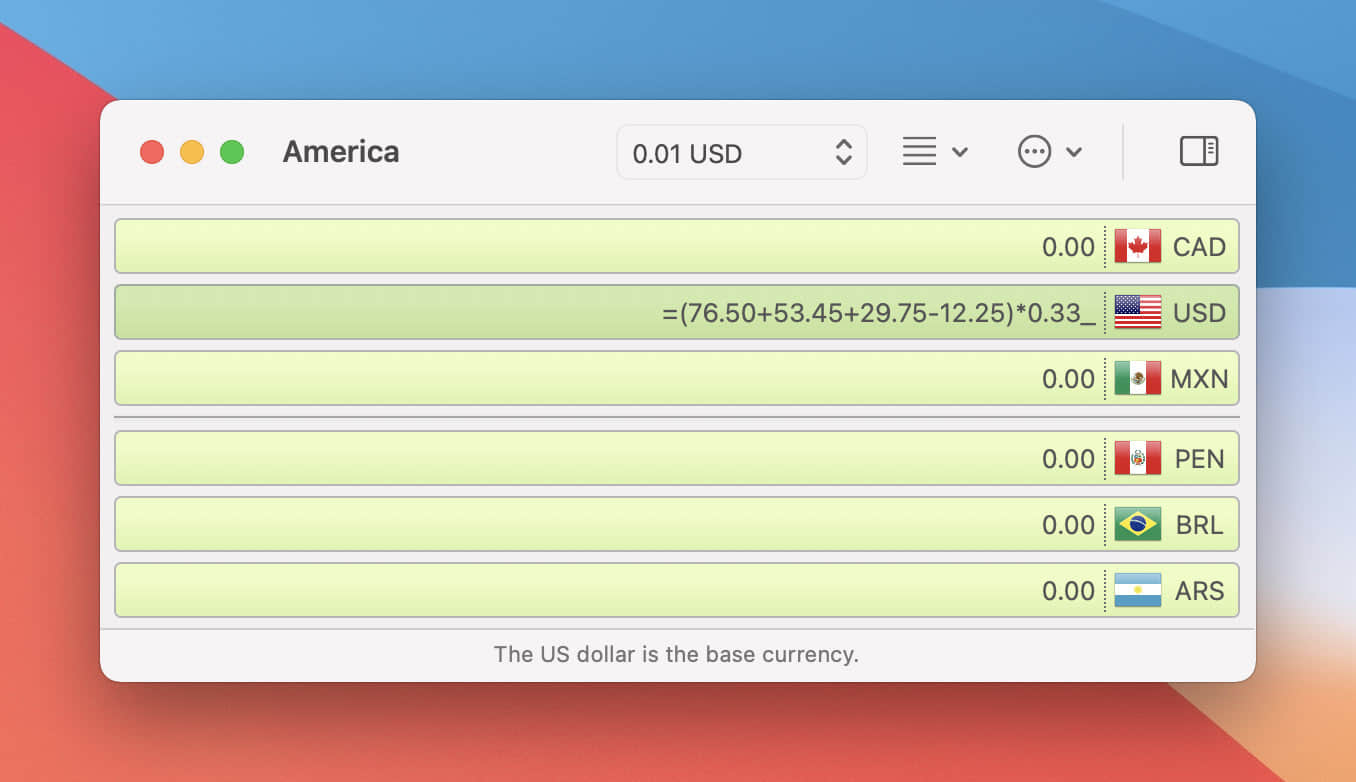 America 0.01 USD
0.00 CAD
=(76.50+53.45+29.75-12.25)*0.33_ USD
0.00 MXN
0.00 PEN
0.00 BRL
0.00 ARS
The US dollar is the base currency.